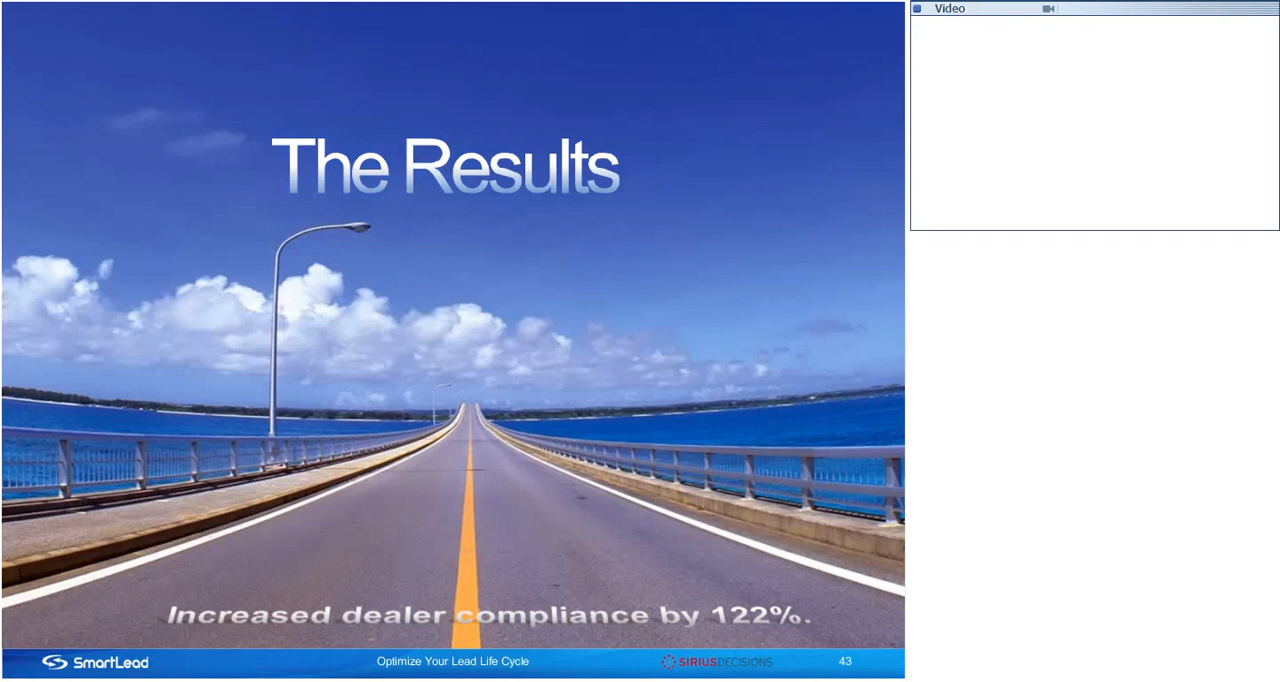 Video
The Results
Increased dealer compliance by 122%.
SmartLead
Optimize Your Lead Life Cycle
SIRIUSDECISIONS
43